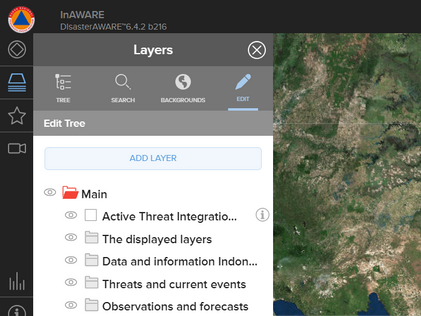 InAWARE
DisasterAWARE™6.4.2 b216
Layers
TREE
SEARCH
BACKGROUNDS
EDIT
Edit Tree
ADD LAYER
Main
Active Threat Integratio...
The displayed layers
Data and information Indon...
Threats and current events
Observations and forecasts